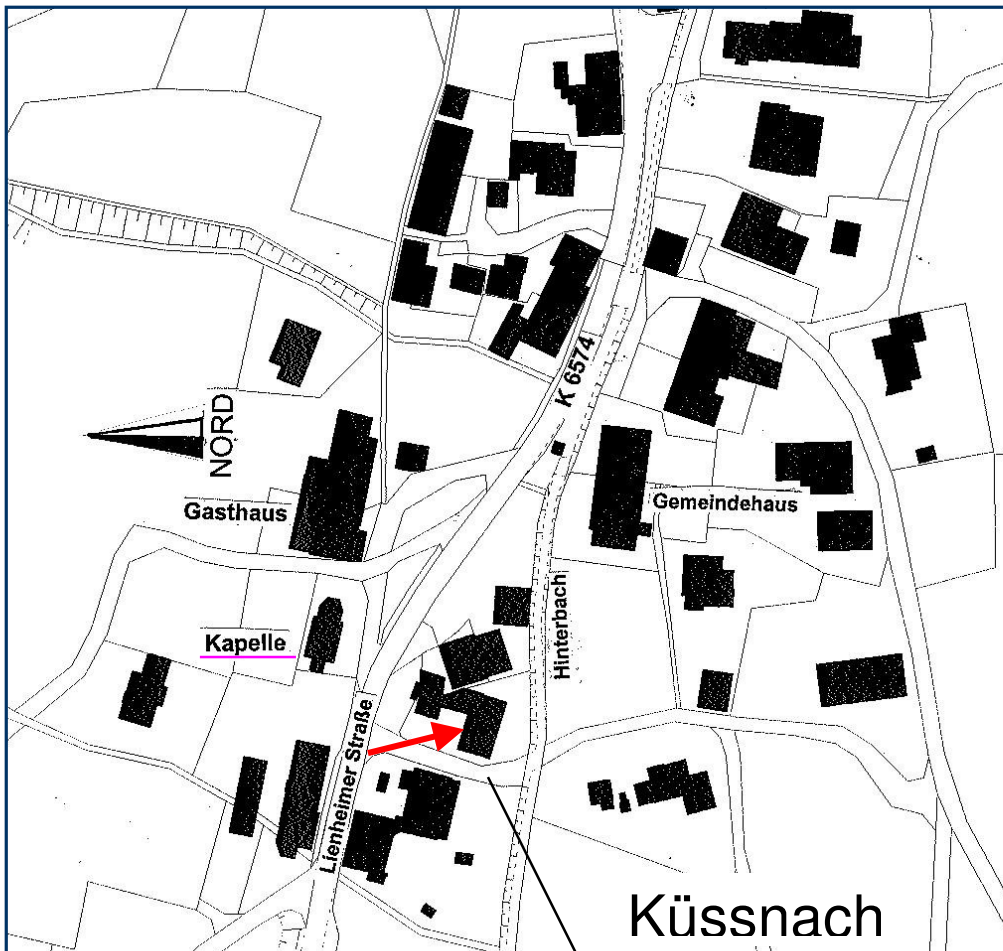 K 6574
NORD
Gasthaus
Gemeindehaus
Hinterbach
Kapelle
Lienheimer Straße
Küssnach